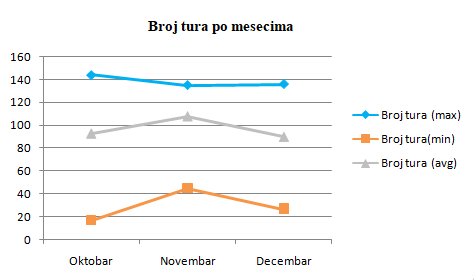 Broj tura po mesecima
160
140
120
100
80
60
40
20
0
Oktobar Novembar Decembar
Broj tura (max)
Broj tura(min)
Broj tura (avg)